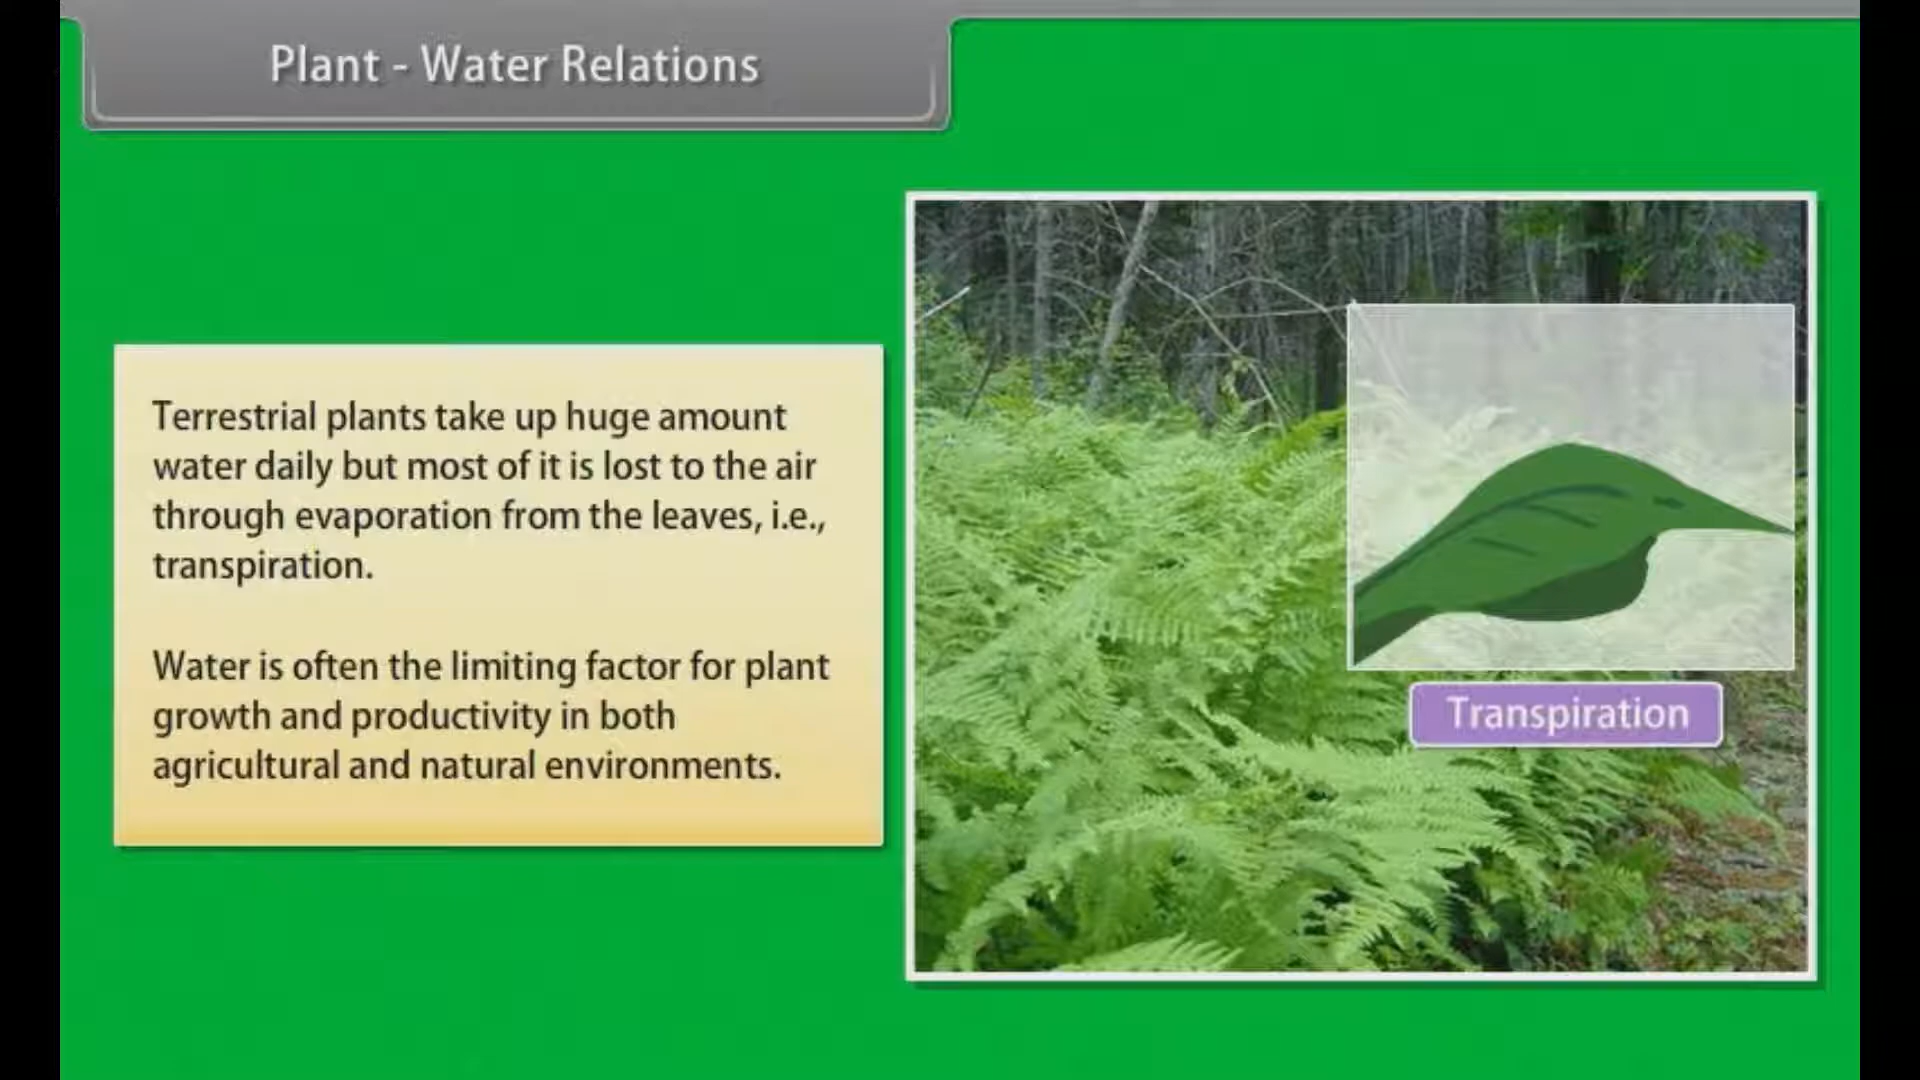 Plant - Water Relations
Terrestrial plants take up huge amount
water daily but most of it is lost to the air
through evaporation from the leaves, i.e.,
transpiration.
Water is often the limiting factor for plant
growth and productivity in both
agricultural and natural environments.
Transpiration